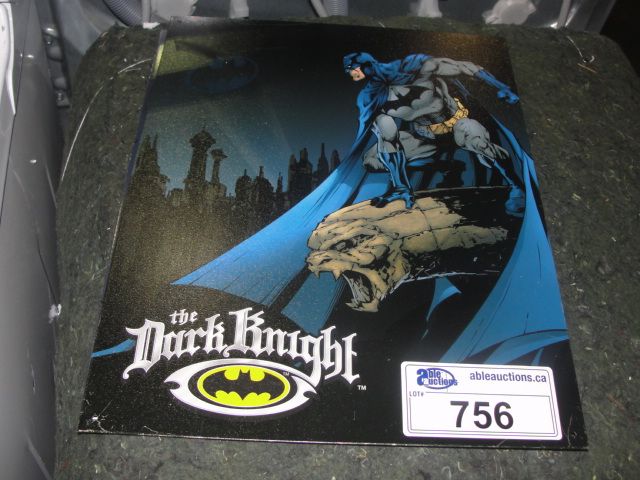 the
Dark Knight
TM
able
auctions
ableauctions.ca
LOT#
756